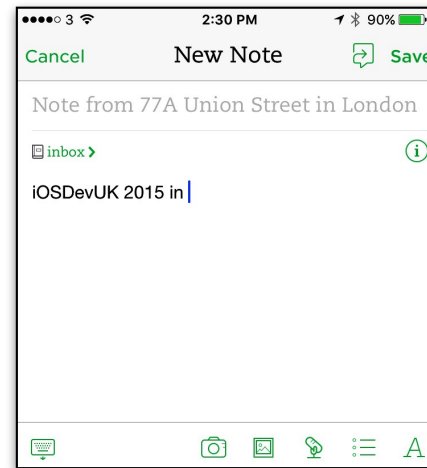 3 2:30 PM 90%
Cancel New Note Save
Note from 77A Union Street in London
inbox
iOSDevUK 2015 in
A